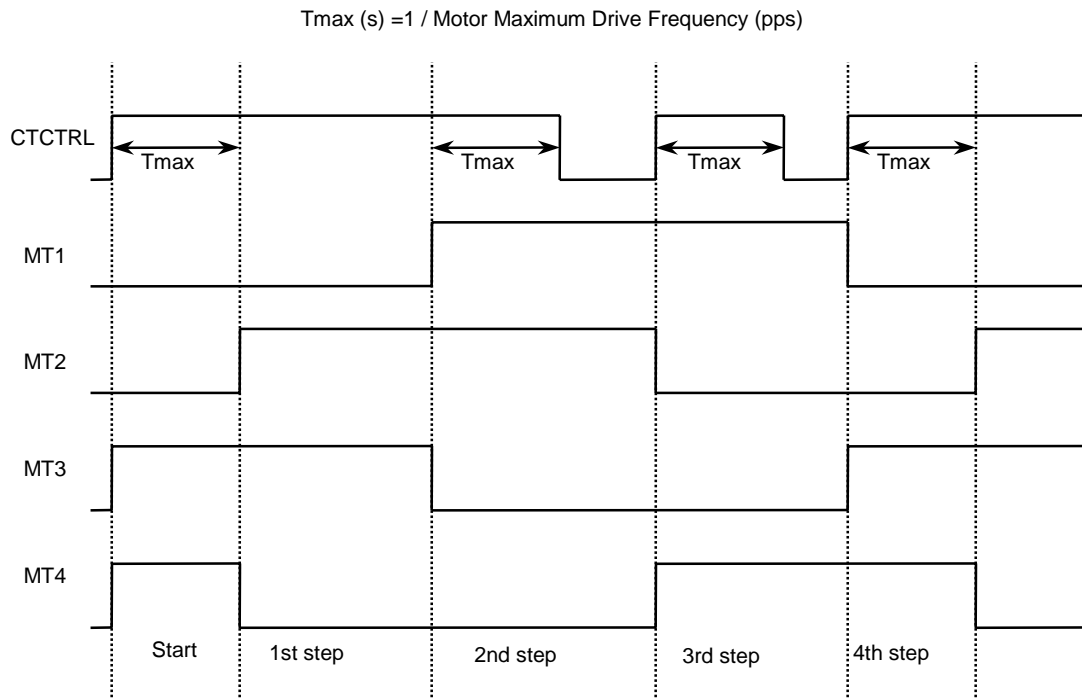 Tmax (s) =1 / Motor Maximum Drive Frequency (pps)
CTCTRL
Tmax Tmax Tmax Tmax
MT1
MT2
MT3
MT4
Start 1st step 2nd step 3rd step 4th step